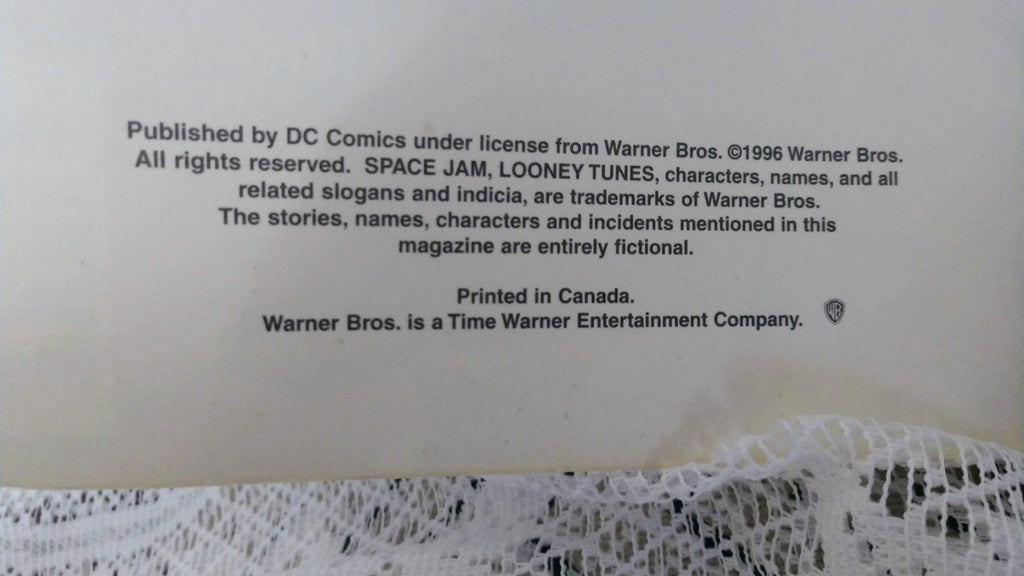 Published by DC Comics under license from Warner Bros. ©1996 Warner Bros.
All rights reserved. SPACE JAM, LOONEY TUNES, characters, names, and all
related slogans and indicia, are trademarks of Warner Bros.
The stories, names, characters and incidents mentioned in this
magazine are entirely fictional.
Printed in Canada.
Warner Bros. is a Time Warner Entertainment Company. WB